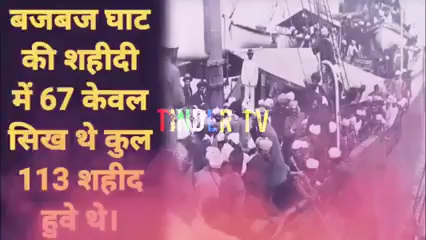 बजबज घाट
की शहीदी
में 67 केवल
सिख थे कुल
113 शहीद
हुवे थे।
TINDER TV